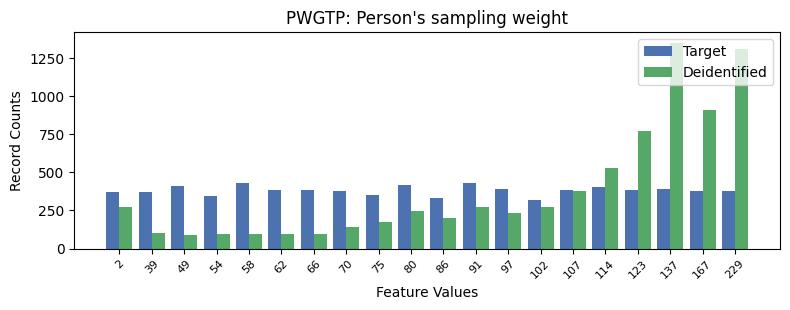 PWGTP: Person's sampling weight
Record Counts
1250
1000
750
500
250
0
Target
Deidentified
2 39 49 54 58 62 66 70 75 80 86 91 97 102 107 114 123 137 167 229
Feature Values